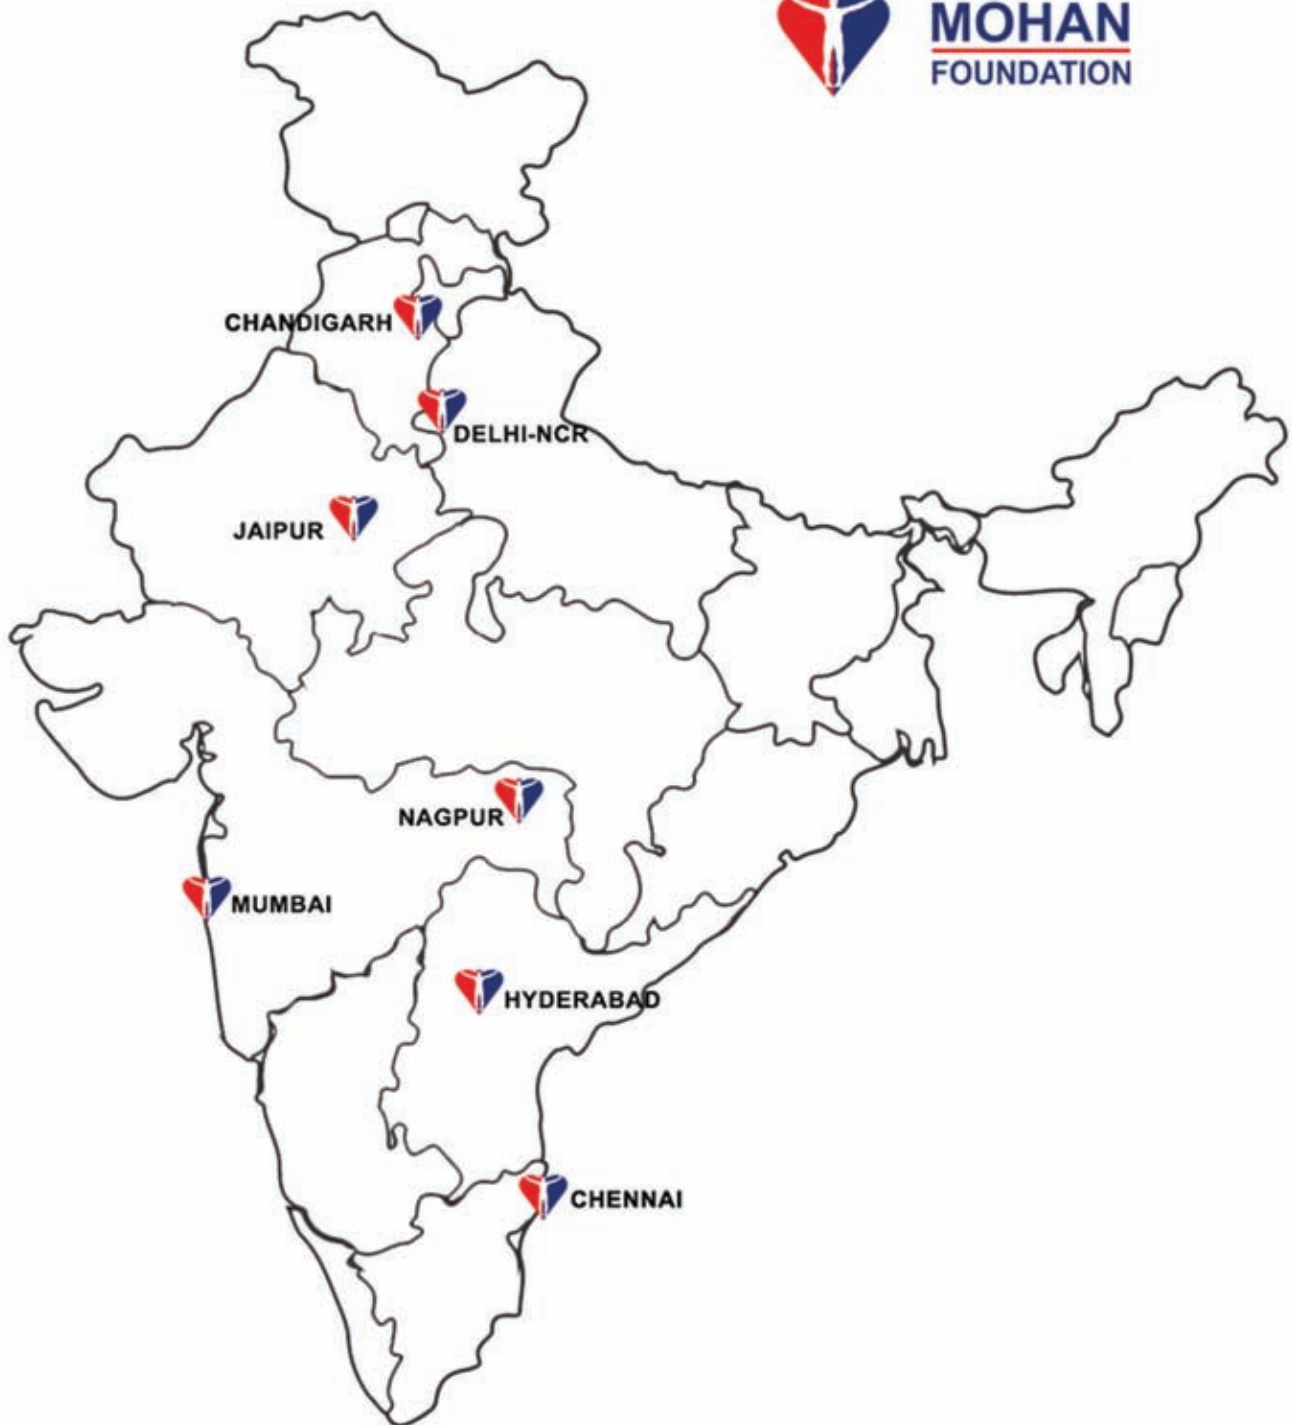 MOHAN
FOUNDATION
CHANDIGARH
DELHI-NCR
JAIPUR
NAGPUR
MUMBAI
HYDERABAD
CHENNAI